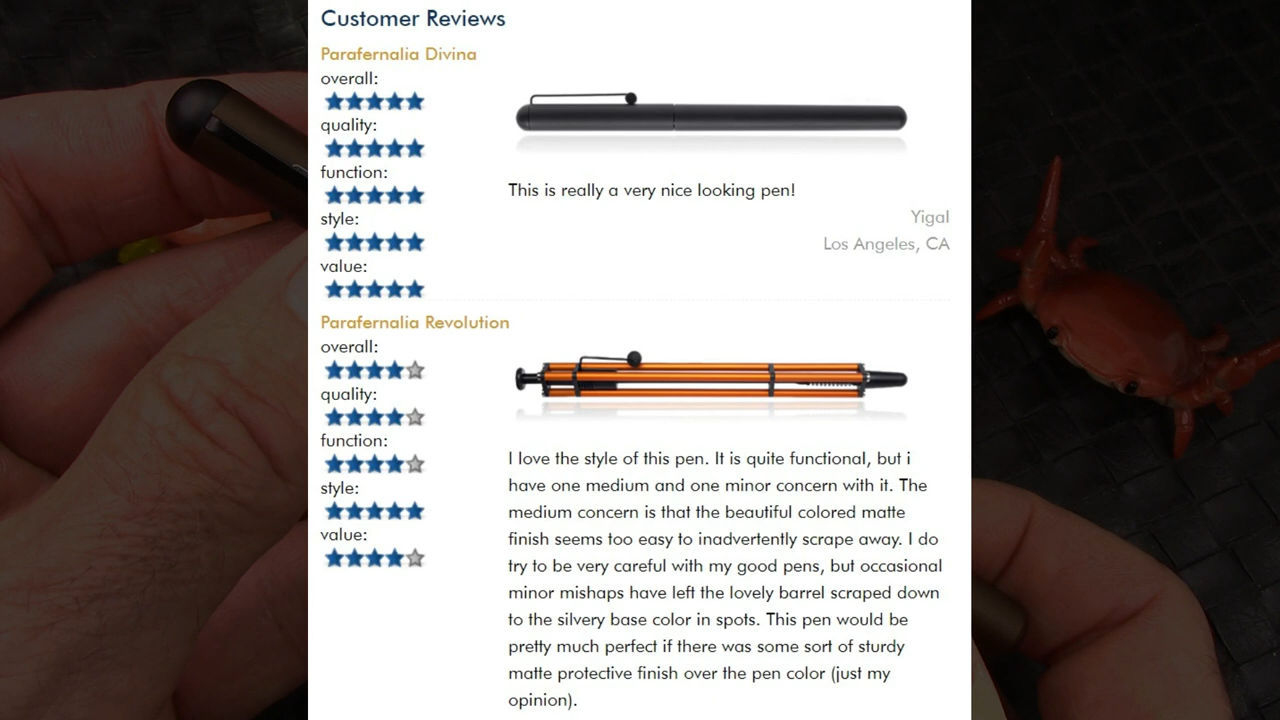 Customer Reviews
Parafernalia Divina
overall:
quality:
function:
style:
value:
This is really a very nice looking pen!
Yigal
Los Angeles, CA
Parafernalia Revolution
overall:
quality:
function:
style:
value:
I love the style of this pen. It is quite functional, but i
have one medium and one minor concern with it. The
medium concern is that the beautiful colored matte
finish seems too easy to inadvertently scrape away. I do
try to be very careful with my good pens, but occasional
minor mishaps have left the lovely barrel scraped down
to the silvery base color in spots. This pen would be
pretty much perfect if there was some sort of sturdy
matte protective finish over the pen color (just my
opinion).